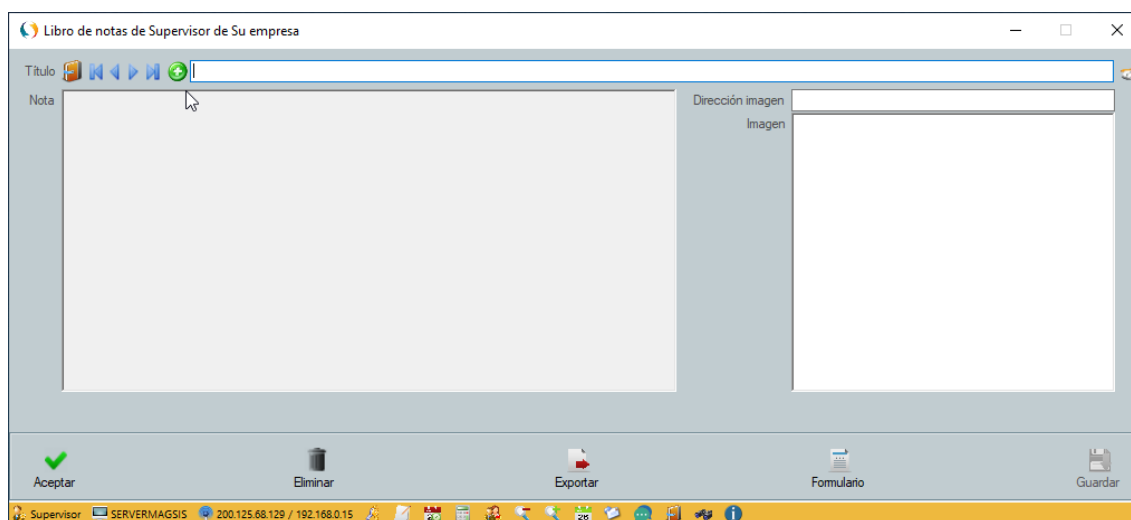 Libro de notas de Supervisor de Su empresa
Título
Nota
Dirección imagen
Imagen
Aceptar
Eliminar
Exportar
Formulario
Guardar
Supervisor SERVERMAGSIS 200.125.68.129 / 192.168.0.15